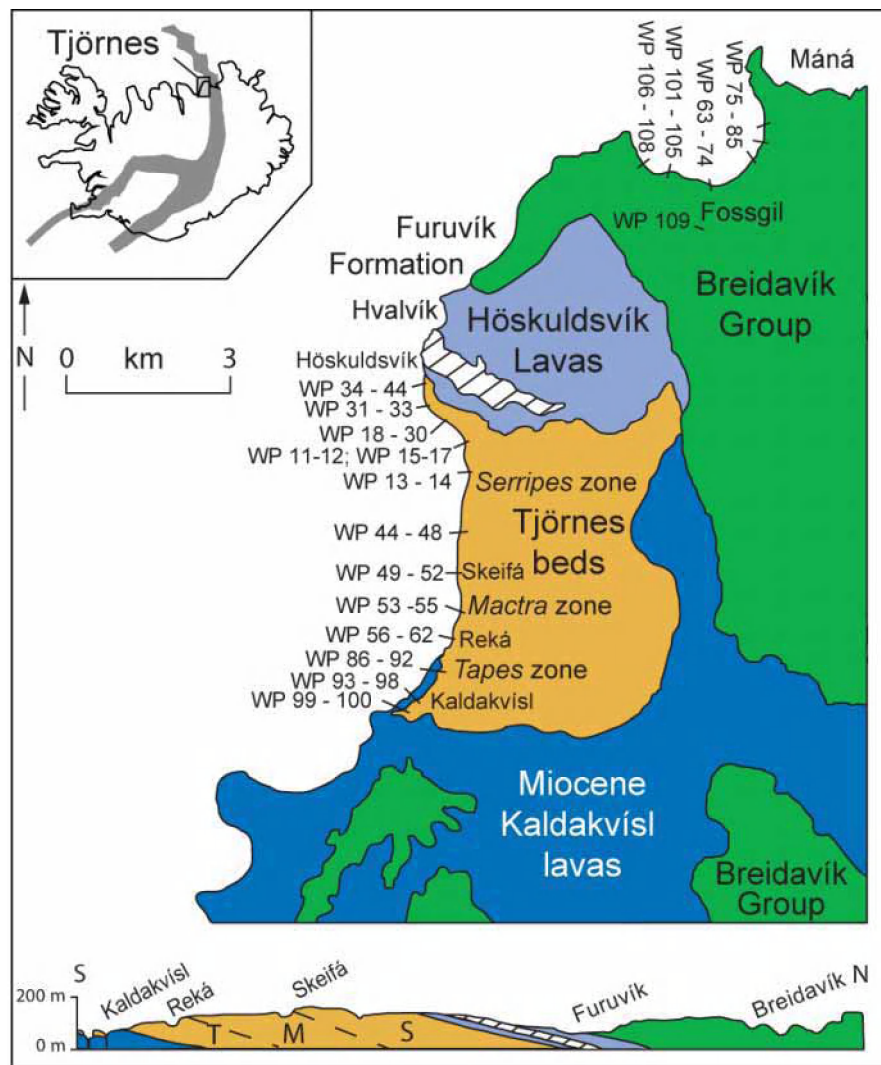 Tjörnes
Máná
WP 75 - 85
WP 63 - 74
WP 101 - 105
WP 106 - 108
WP 109
Fossgil
Furuvík
Formation
Breidavík
Group
Hvalvík
Höskuldsvík
Lavas
N
0 km 3
Höskuldsvík
WP 34 - 44
WP 31 - 33
WP 18 - 30
WP 11-12; WP 15-17
WP 13 - 14
Serripes zone
Tjörnes
beds
WP 44 - 48
WP 49 - 52
Skeifá
WP 53 -55
Mactra zone
WP 56 - 62
Reká
WP 86 - 92
Tapes zone
WP 93 - 98
WP 99 - 100
Kaldakvísl
Miocene
Kaldakvísl
lavas
Breidavík
Group
S
Kaldakvísl
Reká
Skeifá
Furuvík
Breidavík
N
200 m
0 m
T
M
S